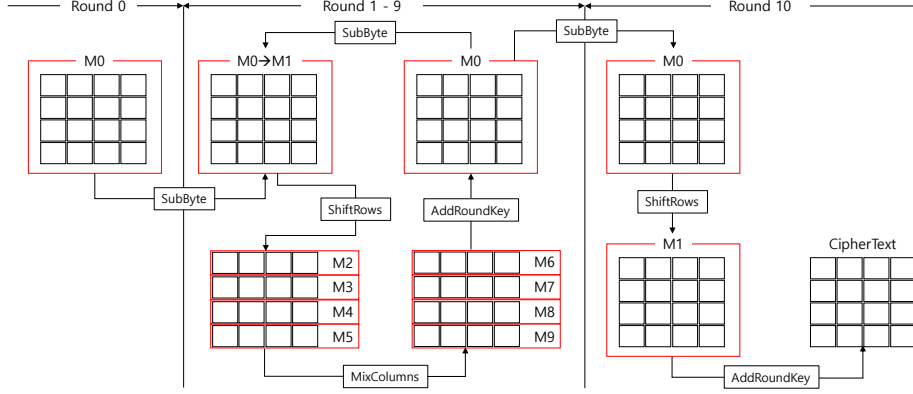 Round 0
Round 1 - 9
Round 10
SubByte
SubByte
M0
M0→M1
M0
M0
SubByte
ShiftRows
AddRoundKey
ShiftRows
M1
CipherText
M2
M3
M4
M5
M6
M7
M8
M9
MixColumns
AddRoundKey